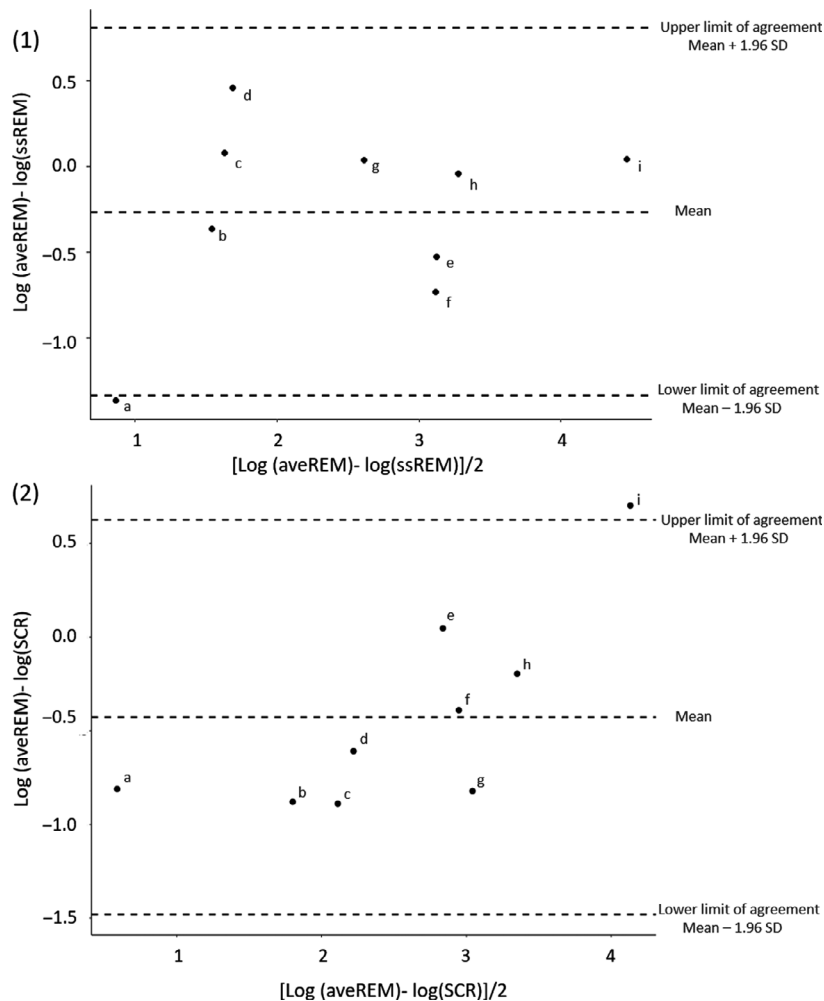 (1)
Upper limit of agreement
Mean + 1.96 SD
0.5
d
c
0.0
g
h
i
Mean
b
−0.5
e
f
−1.0
Lower limit of agreement
Mean − 1.96 SD
a
Log (aveREM)- log(ssREM)
1
2
3
4
[Log (aveREM)- log(ssREM)]/2
(2)
i
Upper limit of agreement
Mean + 1.96 SD
0.5
e
0.0
h
f
−0.5
Mean
d
a
b
c
g
−1.0
Lower limit of agreement
Mean − 1.96 SD
−1.5
Log (aveREM)- log(SCR)
1
2
3
4
[Log (aveREM)- log(SCR)]/2